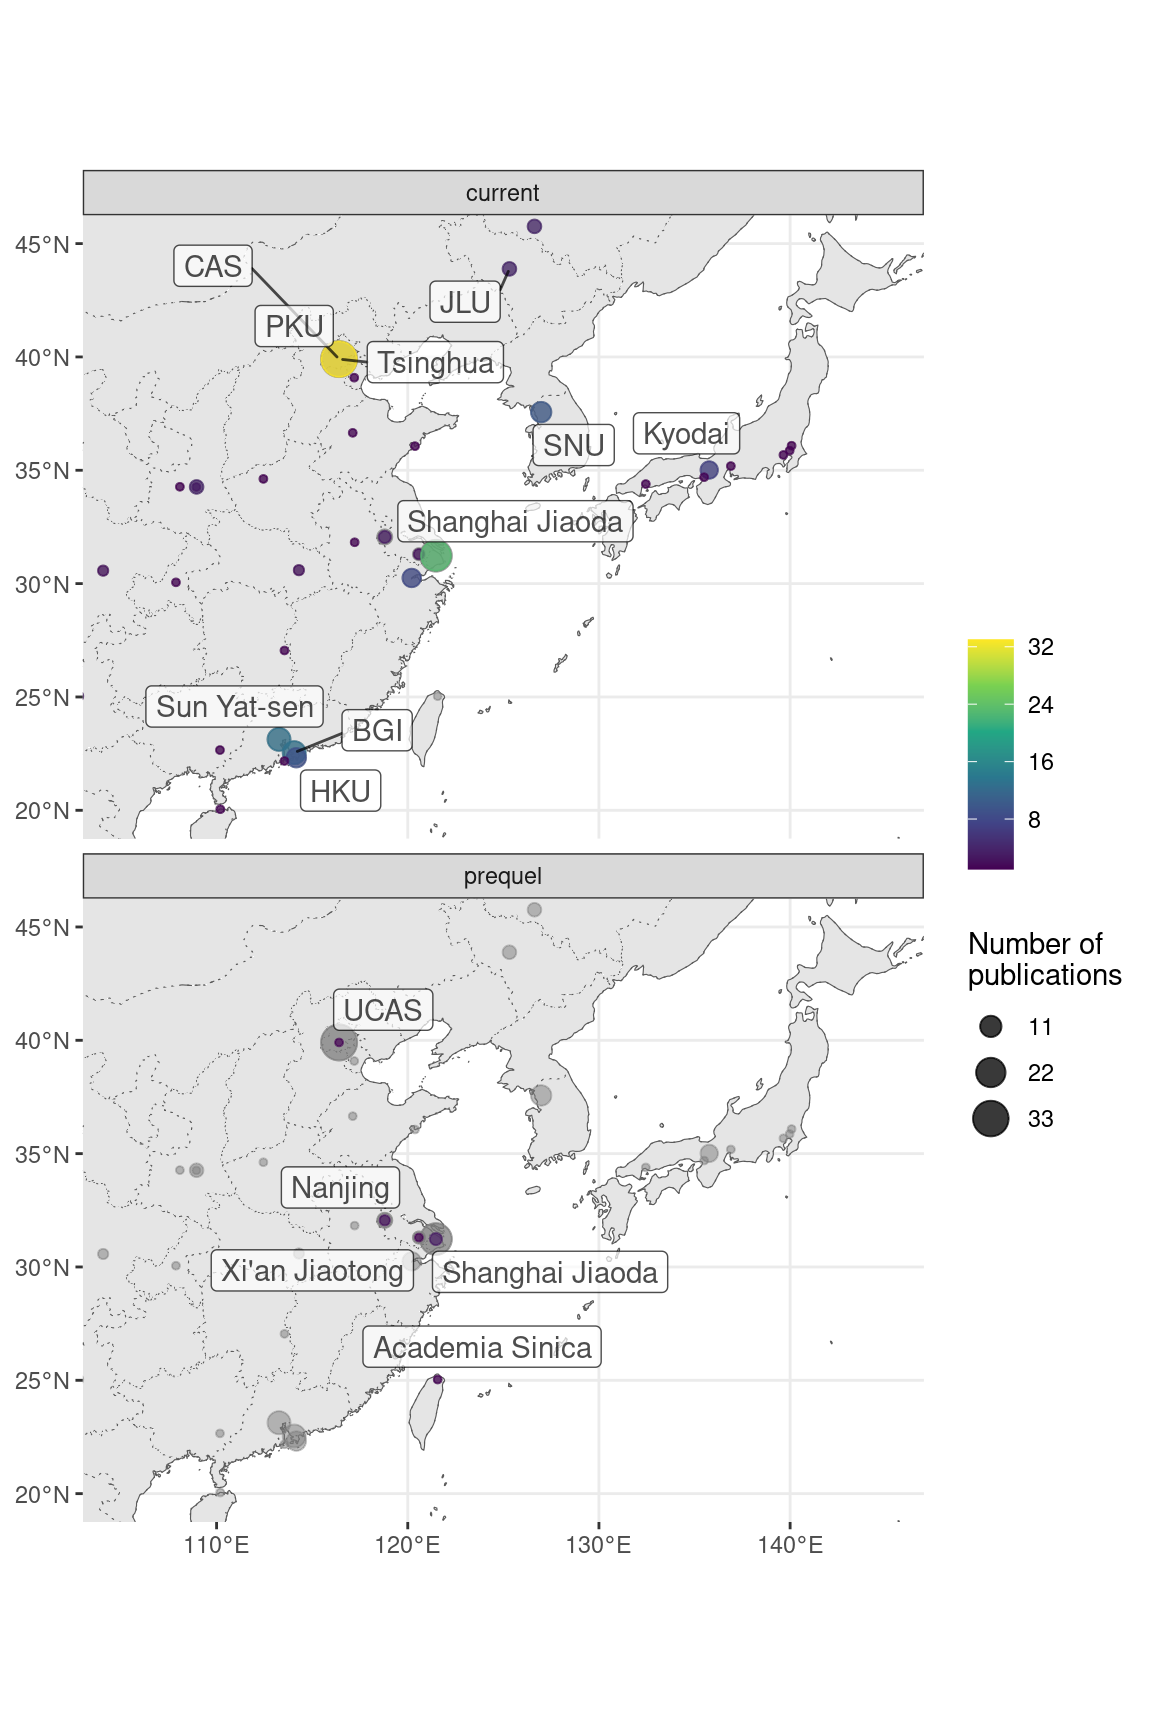 current
45°N
40°N
35°N
30°N
25°N
20°N
CAS
PKU
JLU
Tsinghua
SNU
Kyodai
Shanghai Jiaoda
Sun Yat-sen
BGI
HKU
prequel
45°N
40°N
35°N
30°N
25°N
20°N
UCAS
Nanjing
Xi'an Jiaotong
Shanghai Jiaoda
Academia Sinica
110°E
120°E
130°E
140°E
32
24
16
8
Number of
publications
11
22
33